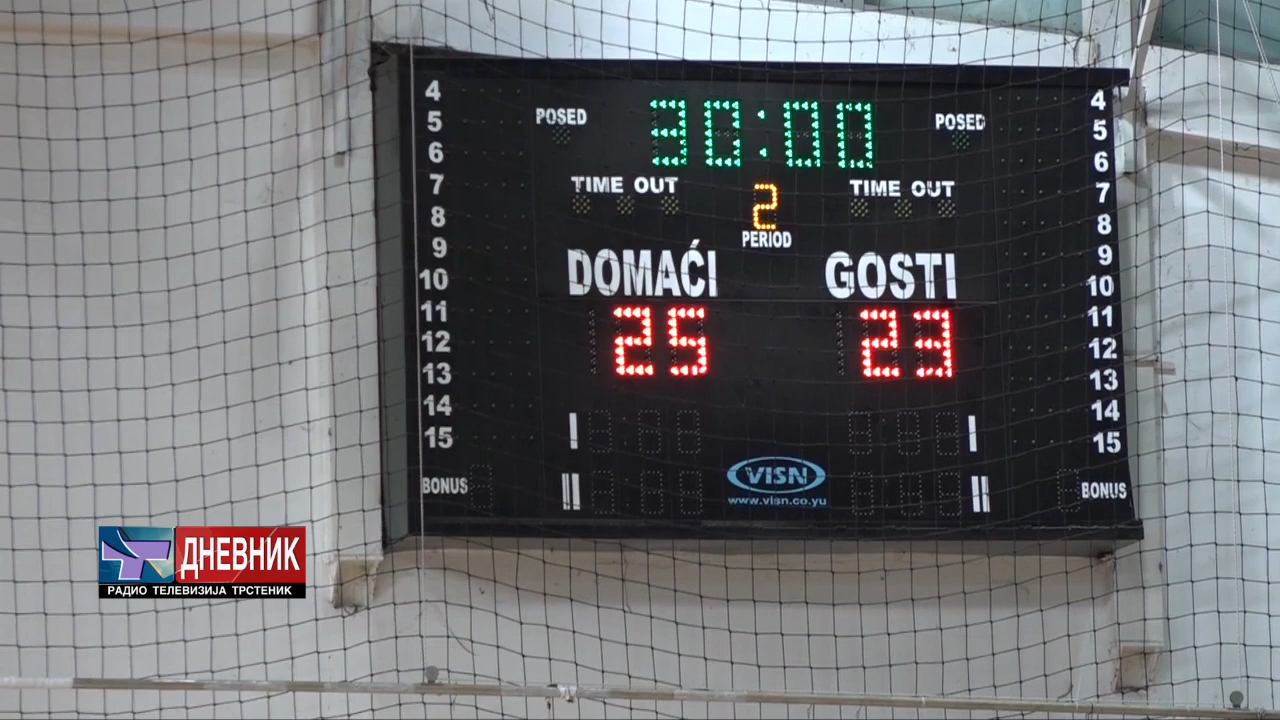 30:00
POSED
POSED
TIME OUT
2
TIME OUT
PERIOD
DOMAĆI
GOSTI
25
23
4
5
6
7
8
9
10
11
12
13
14
15
BONUS
4
5
6
7
8
9
10
11
12
13
14
15
BONUS
I
I
II
II
VISN
www.visn.co.yu
ДНЕВНИК
РАДИО ТЕЛЕВИЗИЈА ТРСТЕНИК